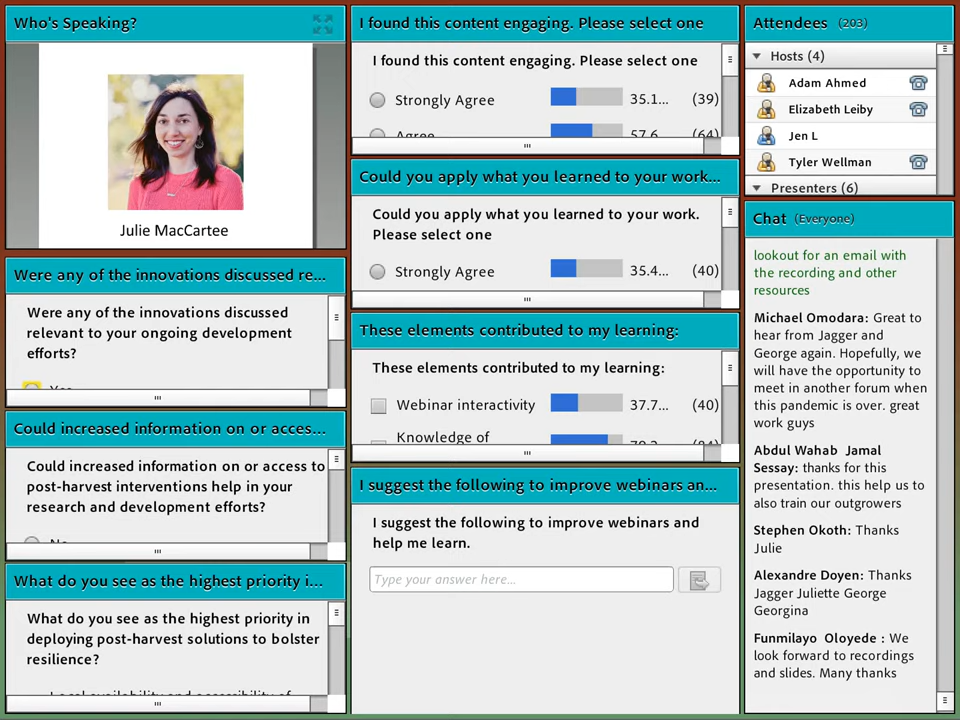 Who's Speaking?
Julie MacCartee
Were any of the innovations discussed re...
Were any of the innovations discussed
relevant to your ongoing development
efforts?
Yes
Could increased information on or acces...
Could increased information on or access to
post-harvest interventions help in your
research and development efforts?
No
What do you see as the highest priority i...
What do you see as the highest priority in
deploying post-harvest solutions to bolster
resilience?
Local availability and accessibility of
I found this content engaging. Please select one
I found this content engaging. Please select one
Strongly Agree 35.1... (39)
Agree 57.6... (64)
Could you apply what you learned to your work...
Could you apply what you learned to your work.
Please select one
Strongly Agree 35.4... (40)
These elements contributed to my learning:
These elements contributed to my learning:
Webinar interactivity 37.7... (40)
Knowledge of
I suggest the following to improve webinars an...
I suggest the following to improve webinars and
help me learn.
Type your answer here...
Attendees (203)
Hosts (4)
Adam Ahmed
Elizabeth Leiby
Jen L
Tyler Wellman
Presenters (6)
Chat (Everyone)
lookout for an email with
the recording and other
resources
Michael Omodara: Great to
hear from Jagger and
George again. Hopefully, we
will have the opportunity to
meet in another forum when
this pandemic is over. great
work guys
Abdul Wahab Jamal
Sessay: thanks for this
presentation. this help us to
also train our outgrowers
Stephen Okoth: Thanks
Julie
Alexandre Doyen: Thanks
Jagger Juliette George
Georgina
Funmilayo Oloyede : We
look forward to recordings
and slides. Many thanks